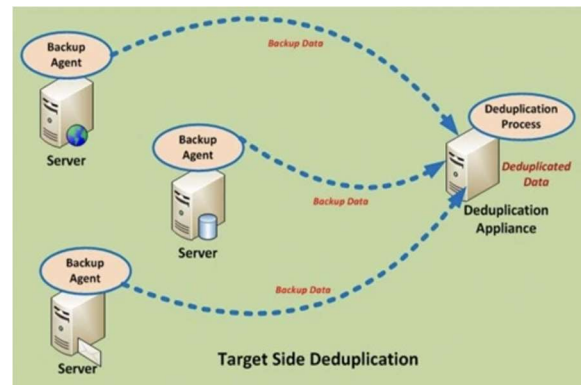 Backup
Agent
Backup Data
Server
Deduplication
Process
Backup
Agent
Deduplicated
Data
Backup Data
Server
Deduplication
Appliance
Backup
Agent
Backup Data
Server
Target Side Deduplication